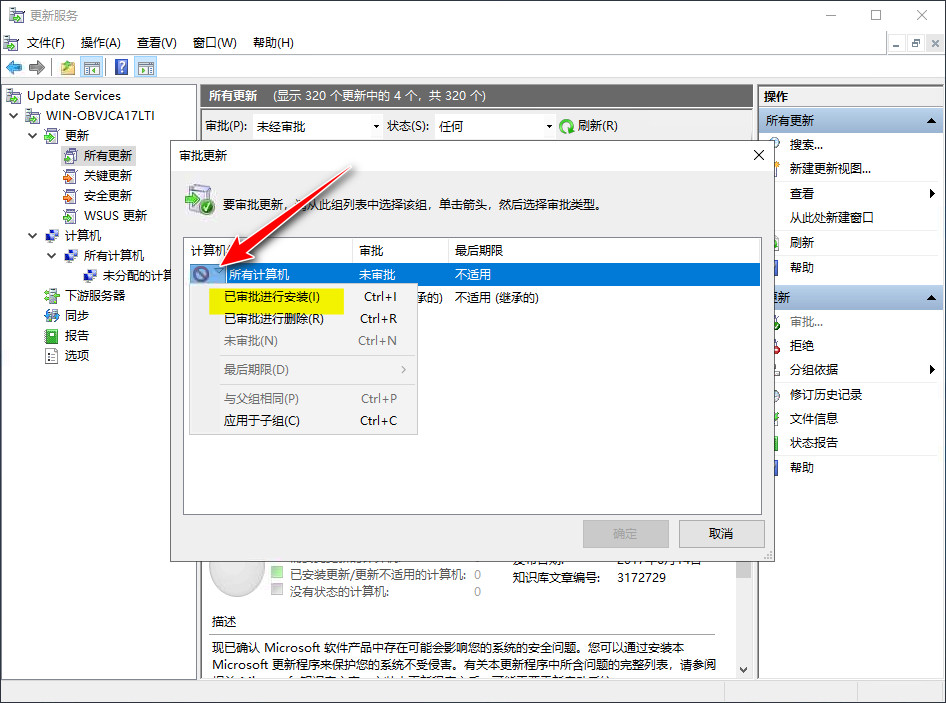 更新服务
文件(F) 操作(A) 查看(V) 窗口(W) 帮助(H)
Update Services
WIN-OBVJCA17LTI
更新
所有更新
关键更新
安全更新
WSUS 更新
计算机
所有计算机
未分配的计算
下游服务器
同步
报告
选项
所有更新 (显示 320 个更新中的 4 个，共 320 个)
审批(P): 未经审批 状态(S): 任何 刷新(R)
审批更新
要审批更新，请从此组列表中选择该组，单击箭头，然后选择审批类型。
计算机 审批 最后期限
所有计算机 未审批 不适用
承的) 不适用 (继承的)
已审批进行安装(I) Ctrl+I
已审批进行删除(R) Ctrl+R
未审批(N) Ctrl+N
最后期限(D)
与父组相同(P) Ctrl+P
应用于子组(C) Ctrl+C
确定 取消
已安装更新/更新不适用的计算机: 0
没有状态的计算机: 0
知识库文章编号: 3172729
描述
现已确认 Microsoft 软件产品中存在可能会影响您的系统的安全问题。您可以通过安装本
Microsoft 更新程序来保护您的系统不受侵害。有关本更新程序中所含问题的完整列表，请参阅
操作
所有更新
搜索...
新建更新视图...
查看
从此处新建窗口
刷新
帮助
更新
审批...
拒绝
分组依据
修订历史记录
文件信息
状态报告
帮助